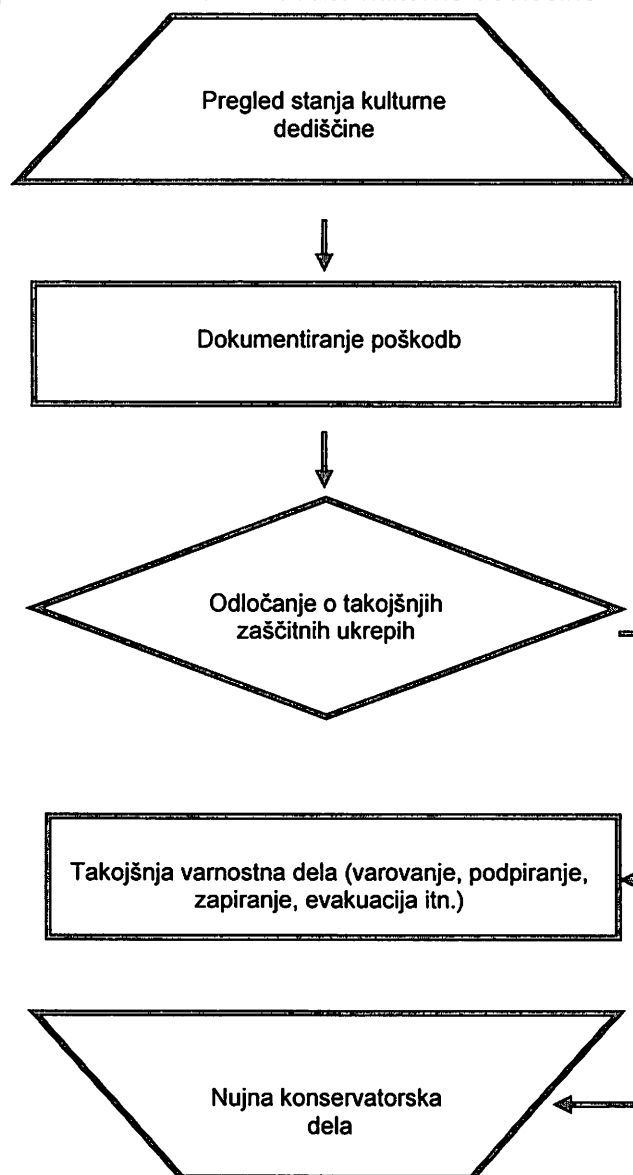 Pregled stanja kulturne
dediščine
Dokumentiranje poškodb
Odločanje o takojšnjih
zaščitnih ukrepih
Takojšnja varnostna dela (varovanje, podpiranje,
zapiranje, evakuacija itn.)
Nujna konservatorska
dela